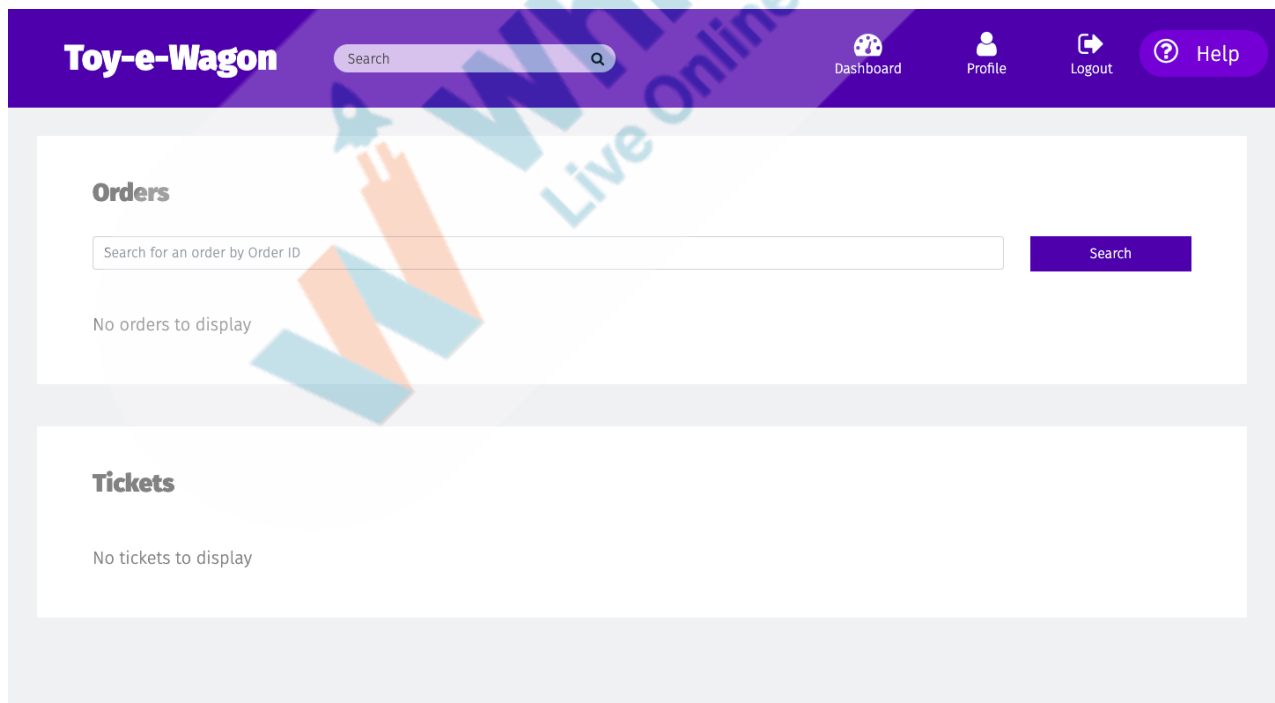 Toy-e-Wagon
Search
Dashboard
Profile
Logout
Help
Live Online
Orders
Search for an order by Order ID
Search
No orders to display
Tickets
No tickets to display